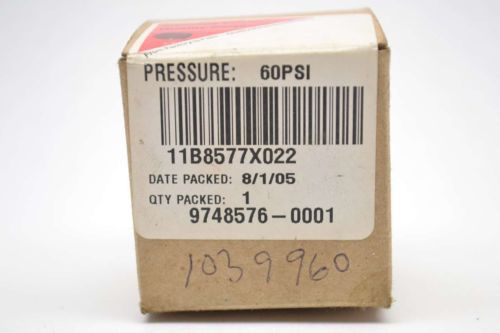 PRESSURE: 60PSI
11B8577X022
DATE PACKED: 8/1/05
QTY PACKED: 1
9748576-0001
1039960